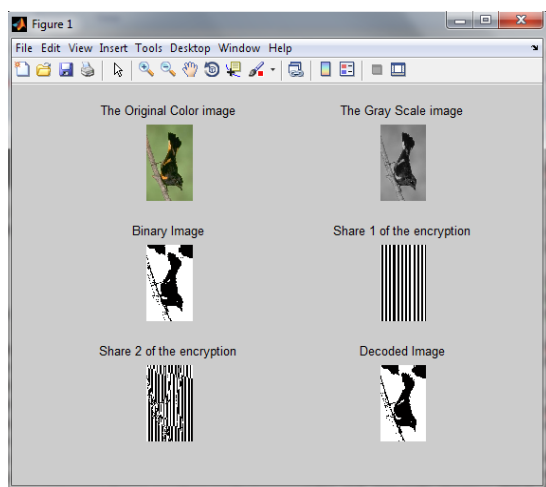 Figure 1
File Edit View Insert Tools Desktop Window Help
The Original Color image
The Gray Scale image
Binary Image
Share 1 of the encryption
Share 2 of the encryption
Decoded Image